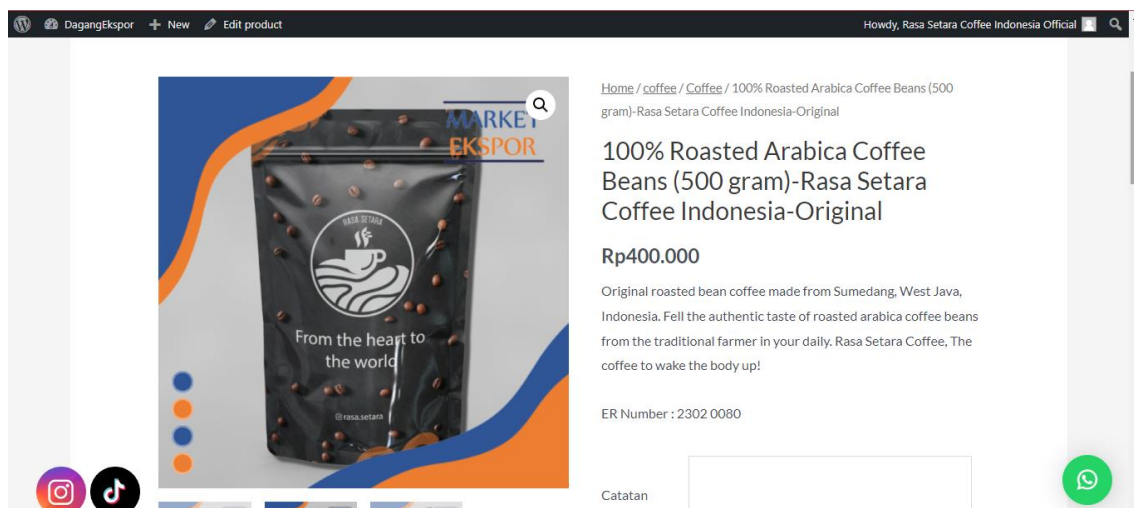 DagangEkspor New Edit product Howdy, Rasa Setara Coffee Indonesia Official
MARKET
EKSPOR
RASA SETARA
From the heart to
the world
rasa.setara
Home / coffee / Coffee / 100% Roasted Arabica Coffee Beans (500
gram)-Rasa Setara Coffee Indonesia-Original
100% Roasted Arabica Coffee
Beans (500 gram)-Rasa Setara
Coffee Indonesia-Original
Rp400.000
Original roasted bean coffee made from Sumedang, West Java,
Indonesia. Fell the authentic taste of roasted arabica coffee beans
from the traditional farmer in your daily. Rasa Setara Coffee, The
coffee to wake the body up!
ER Number : 2302 0080
Catatan